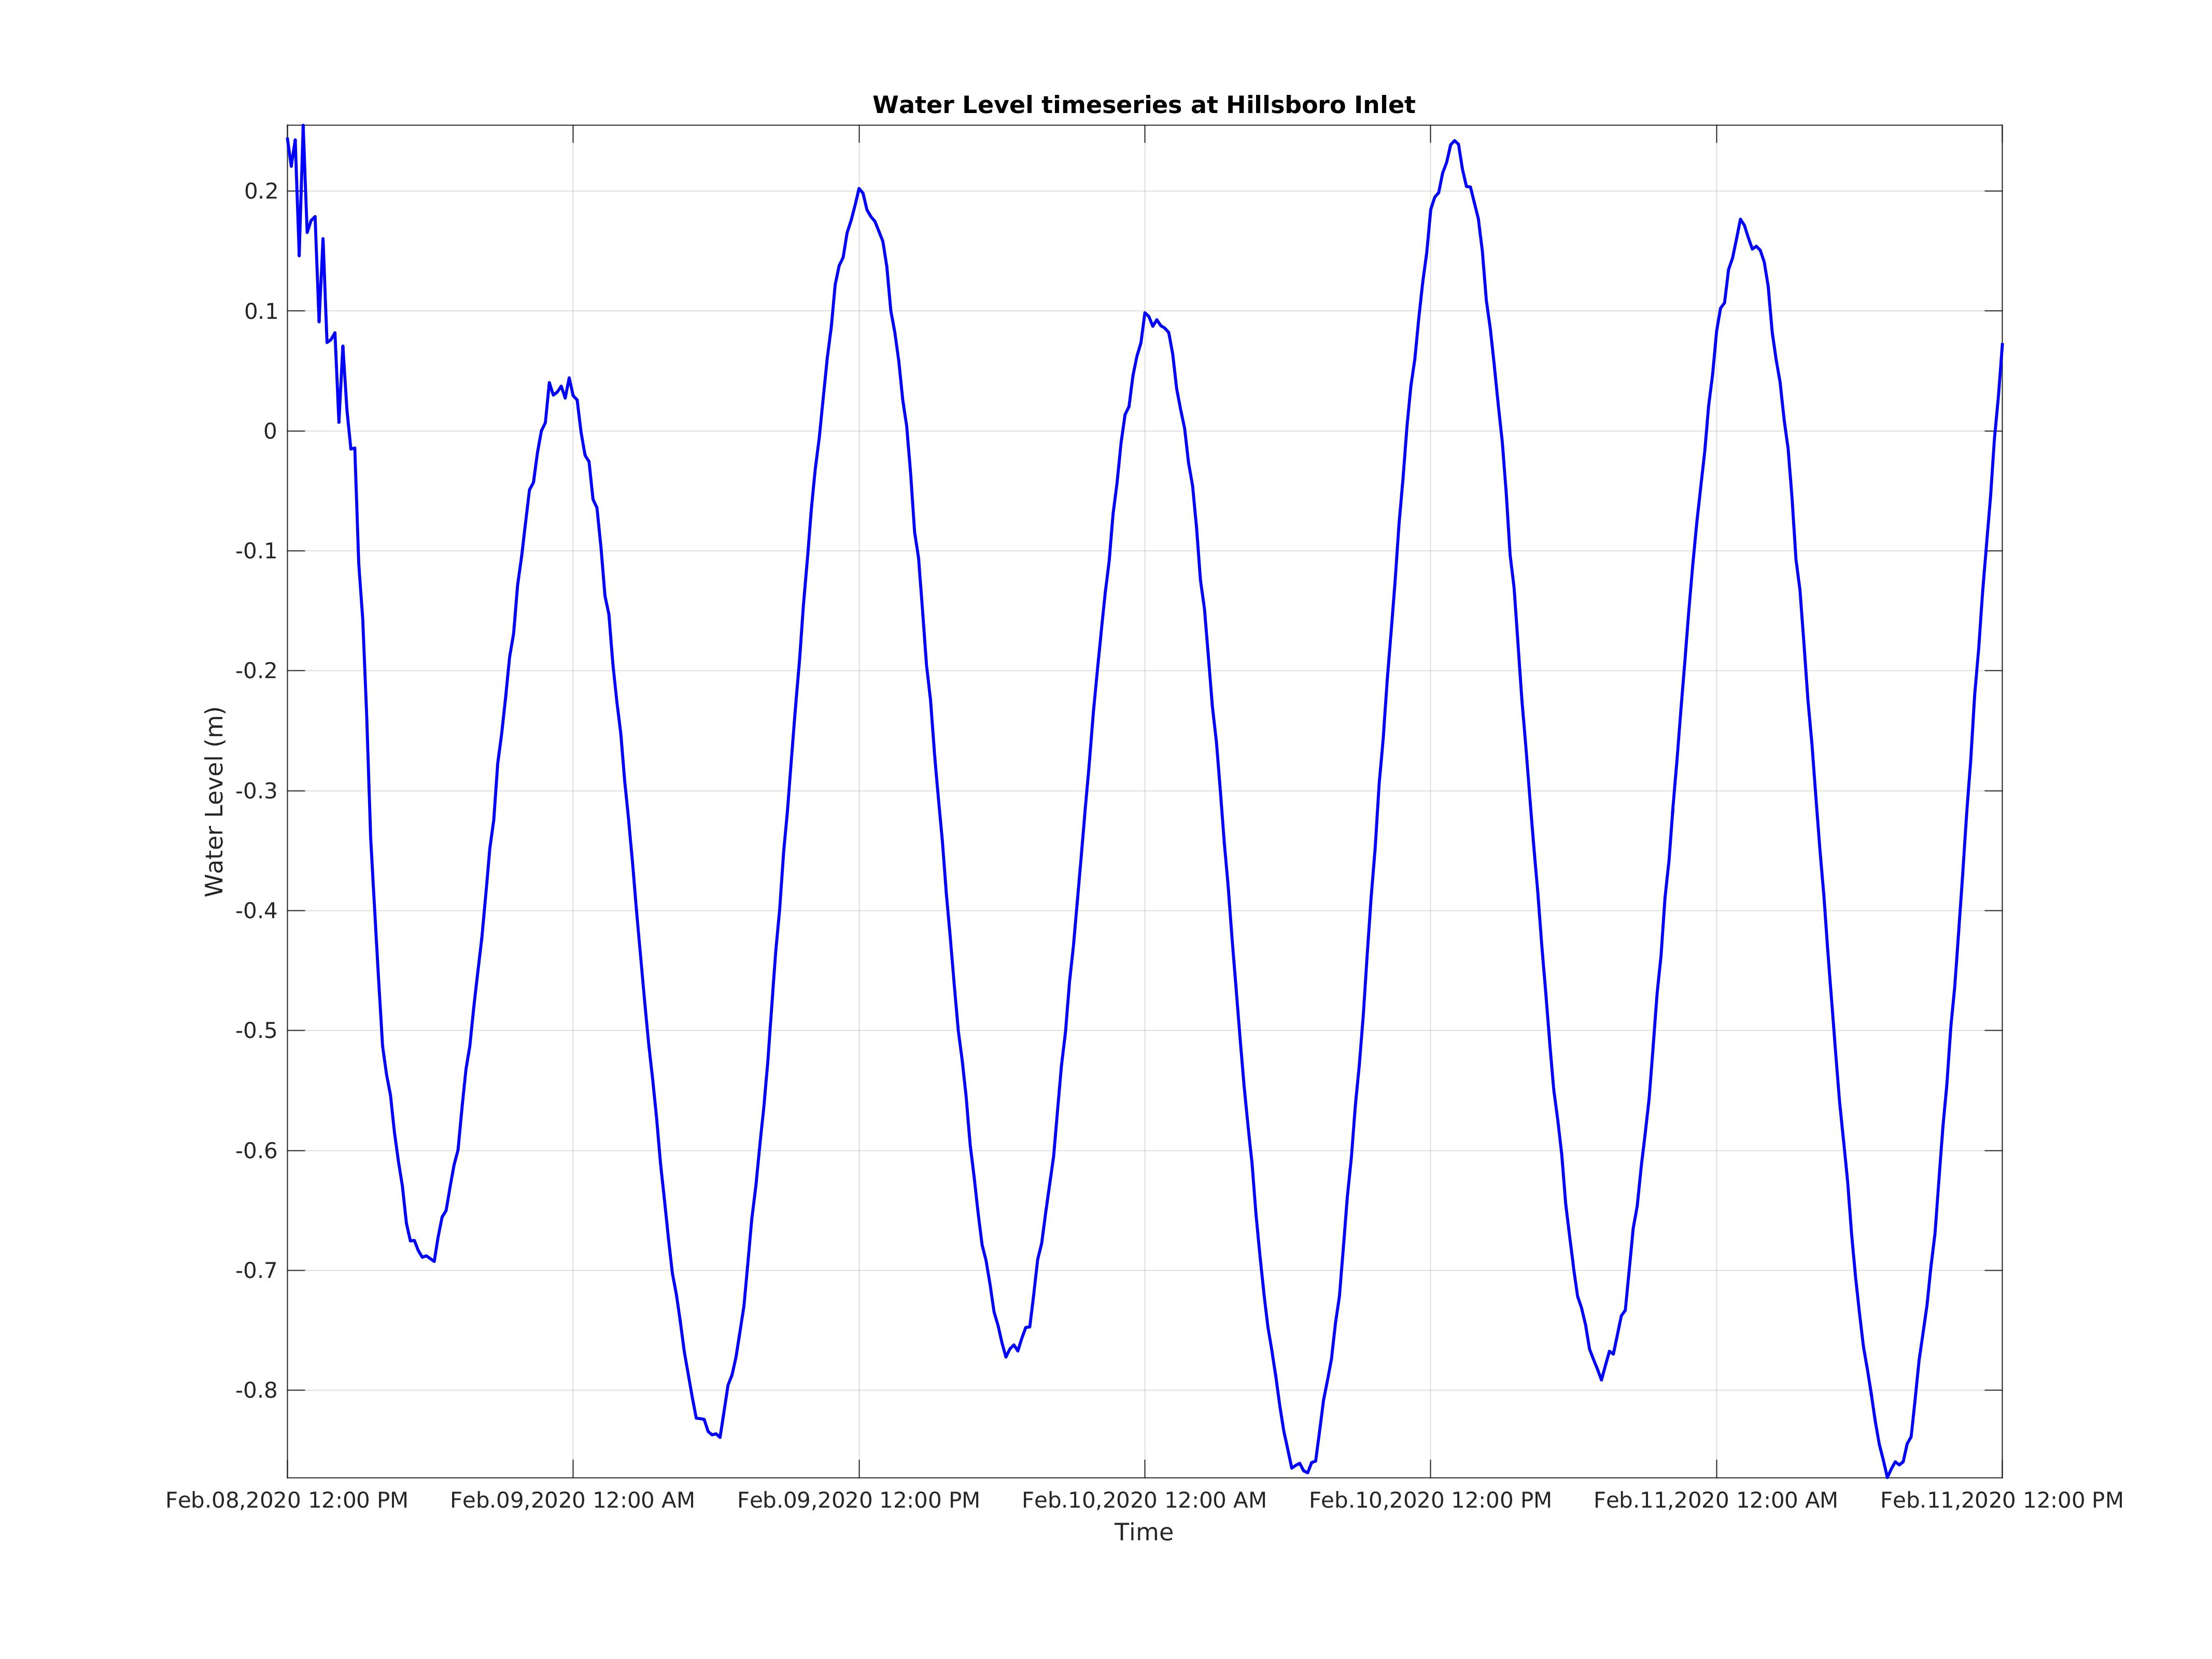 Water Level timeseries at Hillsboro Inlet
0.2
0.1
0
-0.1
-0.2
-0.3
-0.4
-0.5
-0.6
-0.7
-0.8
Water Level (m)
Feb.08,2020 12:00 PM
Feb.09,2020 12:00 AM
Feb.09,2020 12:00 PM
Feb.10,2020 12:00 AM
Feb.10,2020 12:00 PM
Feb.11,2020 12:00 AM
Feb.11,2020 12:00 PM
Time